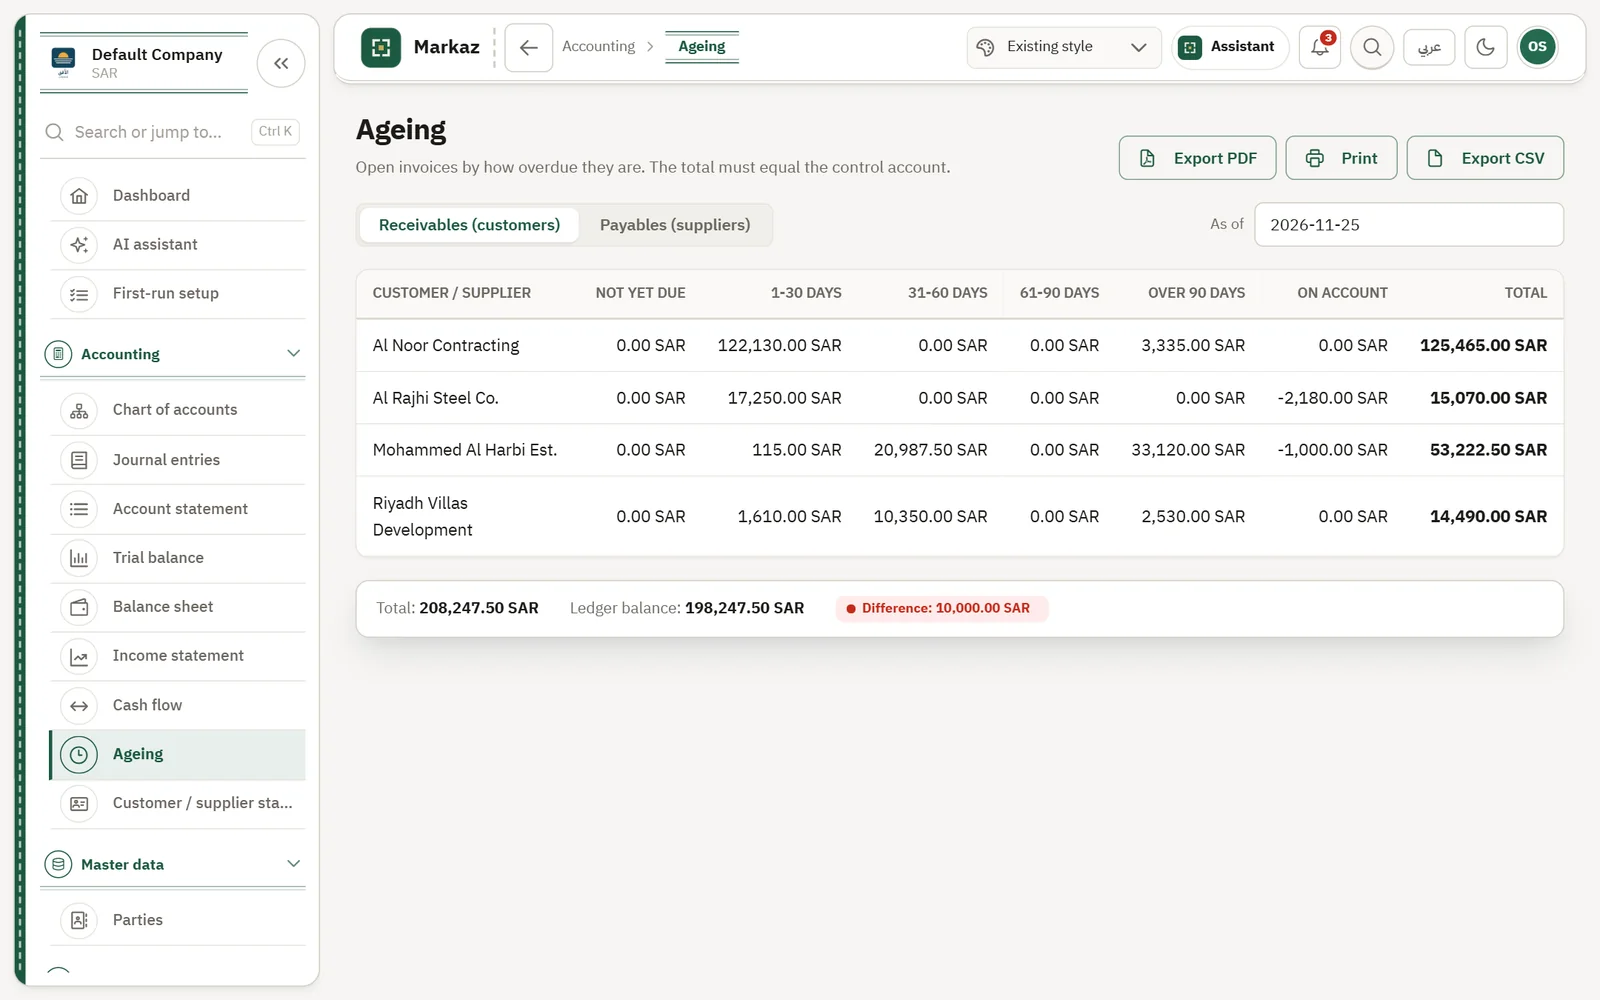 Default Company
SAR
Search or jump to...
Ctrl K
Dashboard
AI assistant
First-run setup
Accounting
Chart of accounts
Journal entries
Account statement
Trial balance
Balance sheet
Income statement
Cash flow
Ageing
Customer / supplier sta...
Master data
Parties
Markaz
Accounting > Ageing
Existing style
Assistant
3
عربي
OS
Ageing
Open invoices by how overdue they are. The total must equal the control account.
Export PDF
Print
Export CSV
Receivables (customers)
Payables (suppliers)
As of 2026-11-25
CUSTOMER / SUPPLIER NOT YET DUE 1-30 DAYS 31-60 DAYS 61-90 DAYS OVER 90 DAYS ON ACCOUNT TOTAL
Al Noor Contracting 0.00 SAR 122,130.00 SAR 0.00 SAR 0.00 SAR 3,335.00 SAR 0.00 SAR 125,465.00 SAR
Al Rajhi Steel Co. 0.00 SAR 17,250.00 SAR 0.00 SAR 0.00 SAR 0.00 SAR -2,180.00 SAR 15,070.00 SAR
Mohammed Al Harbi Est. 0.00 SAR 115.00 SAR 20,987.50 SAR 0.00 SAR 33,120.00 SAR -1,000.00 SAR 53,222.50 SAR
Riyadh Villas
Development 0.00 SAR 1,610.00 SAR 10,350.00 SAR 0.00 SAR 2,530.00 SAR 0.00 SAR 14,490.00 SAR
Total: 208,247.50 SAR Ledger balance: 198,247.50 SAR Difference: 10,000.00 SAR